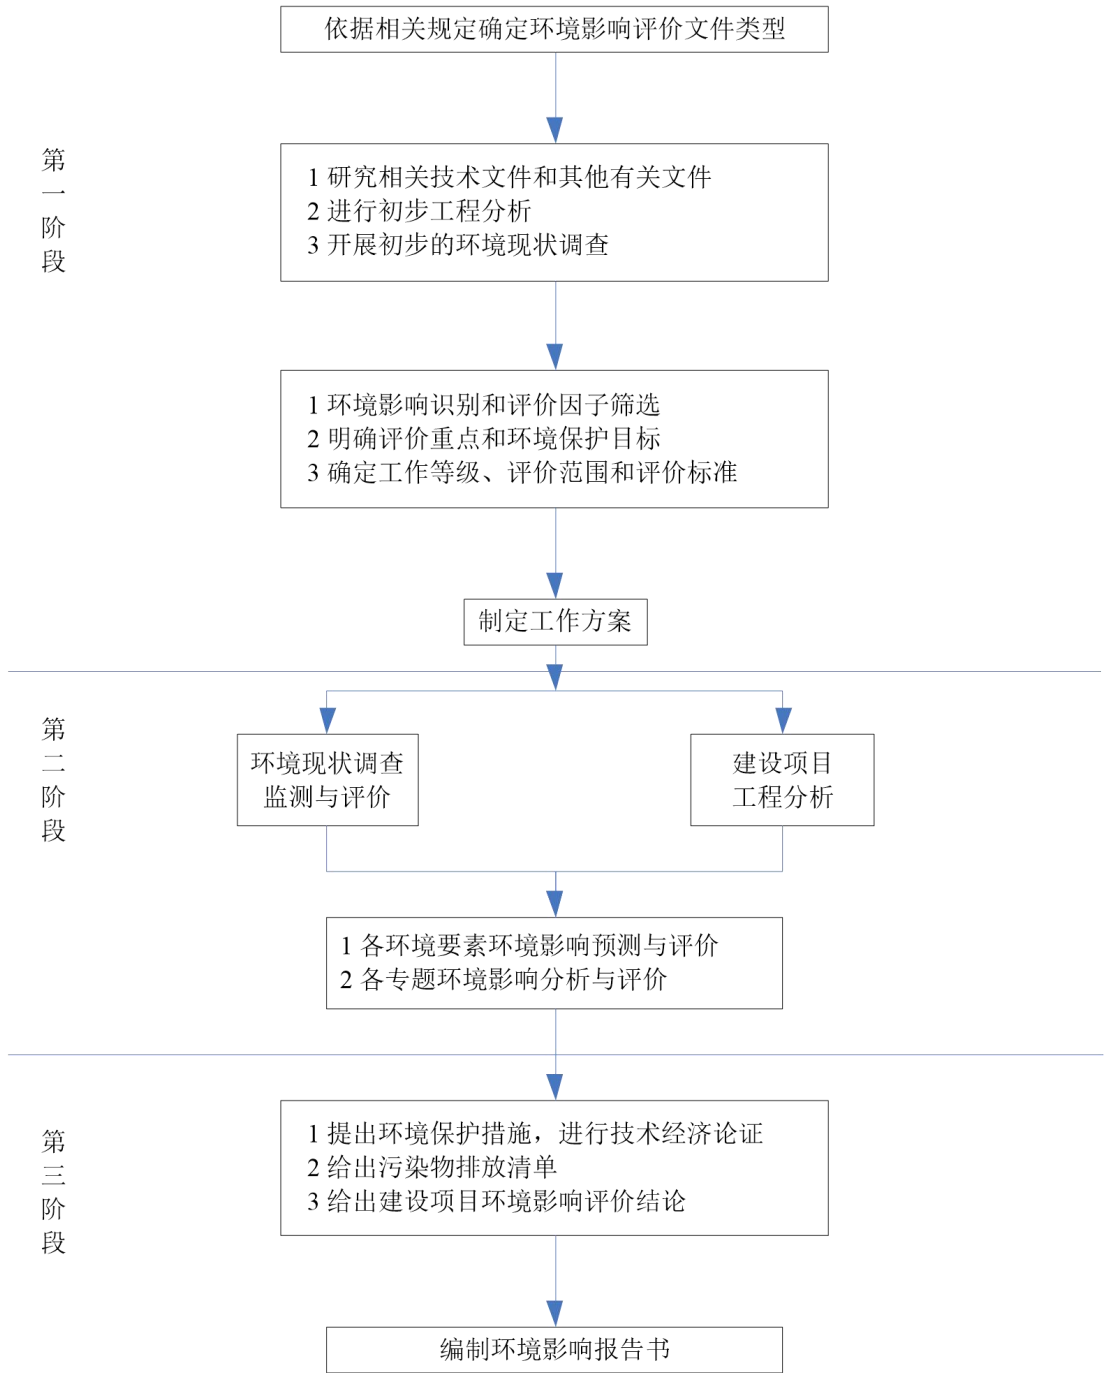 依据相关规定确定环境影响评价文件类型
第一阶段
1 研究相关技术文件和其他有关文件
2 进行初步工程分析
3 开展初步的环境现状调查
1 环境影响识别和评价因子筛选
2 明确评价重点和环境保护目标
3 确定工作等级、评价范围和评价标准
制定工作方案
第二阶段
环境现状调查
监测与评价
建设项目
工程分析
1 各环境要素环境影响预测与评价
2 各专题环境影响分析与评价
第三阶段
1 提出环境保护措施，进行技术经济论证
2 给出污染物排放清单
3 给出建设项目环境影响评价结论
编制环境影响报告书